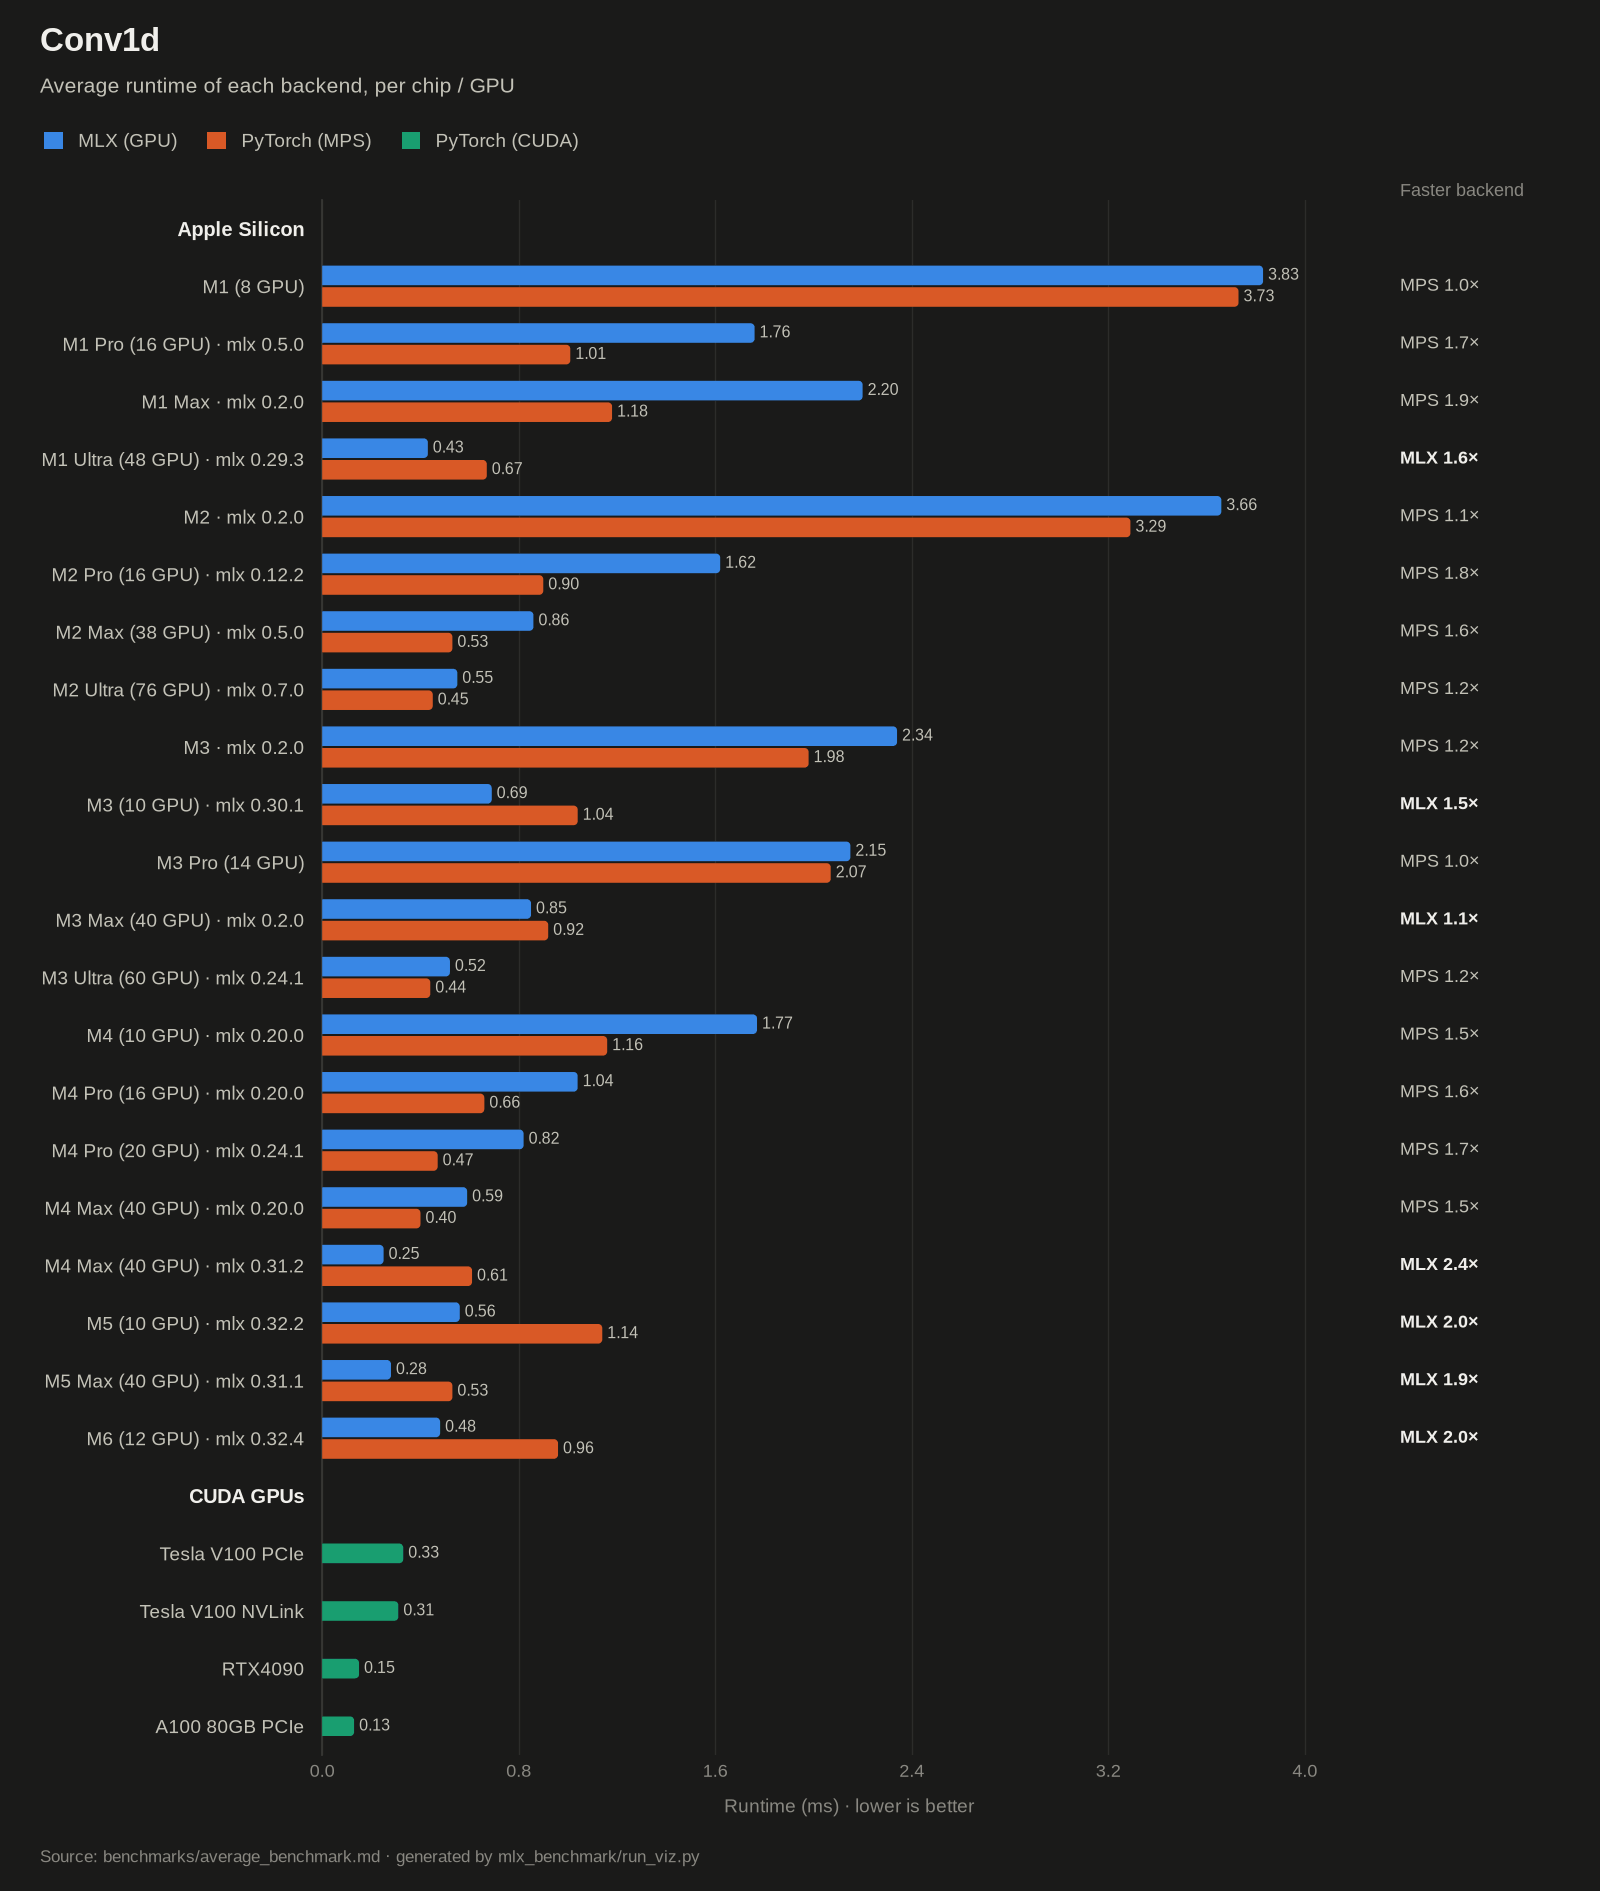 Conv1d
Average runtime of each backend, per chip / GPU
MLX (GPU) PyTorch (MPS) PyTorch (CUDA)
Faster backend
Apple Silicon
M1 (8 GPU) 3.83 3.73 MPS 1.0×
M1 Pro (16 GPU) · mlx 0.5.0 1.76 1.01 MPS 1.7×
M1 Max · mlx 0.2.0 2.20 1.18 MPS 1.9×
M1 Ultra (48 GPU) · mlx 0.29.3 0.43 0.67 MLX 1.6×
M2 · mlx 0.2.0 3.66 3.29 MPS 1.1×
M2 Pro (16 GPU) · mlx 0.12.2 1.62 0.90 MPS 1.8×
M2 Max (38 GPU) · mlx 0.5.0 0.86 0.53 MPS 1.6×
M2 Ultra (76 GPU) · mlx 0.7.0 0.55 0.45 MPS 1.2×
M3 · mlx 0.2.0 2.34 1.98 MPS 1.2×
M3 (10 GPU) · mlx 0.30.1 0.69 1.04 MLX 1.5×
M3 Pro (14 GPU) 2.15 2.07 MPS 1.0×
M3 Max (40 GPU) · mlx 0.2.0 0.85 0.92 MLX 1.1×
M3 Ultra (60 GPU) · mlx 0.24.1 0.52 0.44 MPS 1.2×
M4 (10 GPU) · mlx 0.20.0 1.77 1.16 MPS 1.5×
M4 Pro (16 GPU) · mlx 0.20.0 1.04 0.66 MPS 1.6×
M4 Pro (20 GPU) · mlx 0.24.1 0.82 0.47 MPS 1.7×
M4 Max (40 GPU) · mlx 0.20.0 0.59 0.40 MPS 1.5×
M4 Max (40 GPU) · mlx 0.31.2 0.25 0.61 MLX 2.4×
M5 (10 GPU) · mlx 0.32.2 0.56 1.14 MLX 2.0×
M5 Max (40 GPU) · mlx 0.31.1 0.28 0.53 MLX 1.9×
M6 (12 GPU) · mlx 0.32.4 0.48 0.96 MLX 2.0×
CUDA GPUs
Tesla V100 PCIe 0.33
Tesla V100 NVLink 0.31
RTX4090 0.15
A100 80GB PCIe 0.13
0.0 0.8 1.6 2.4 3.2 4.0
Runtime (ms) · lower is better
Source: benchmarks/average_benchmark.md · generated by mlx_benchmark/run_viz.py